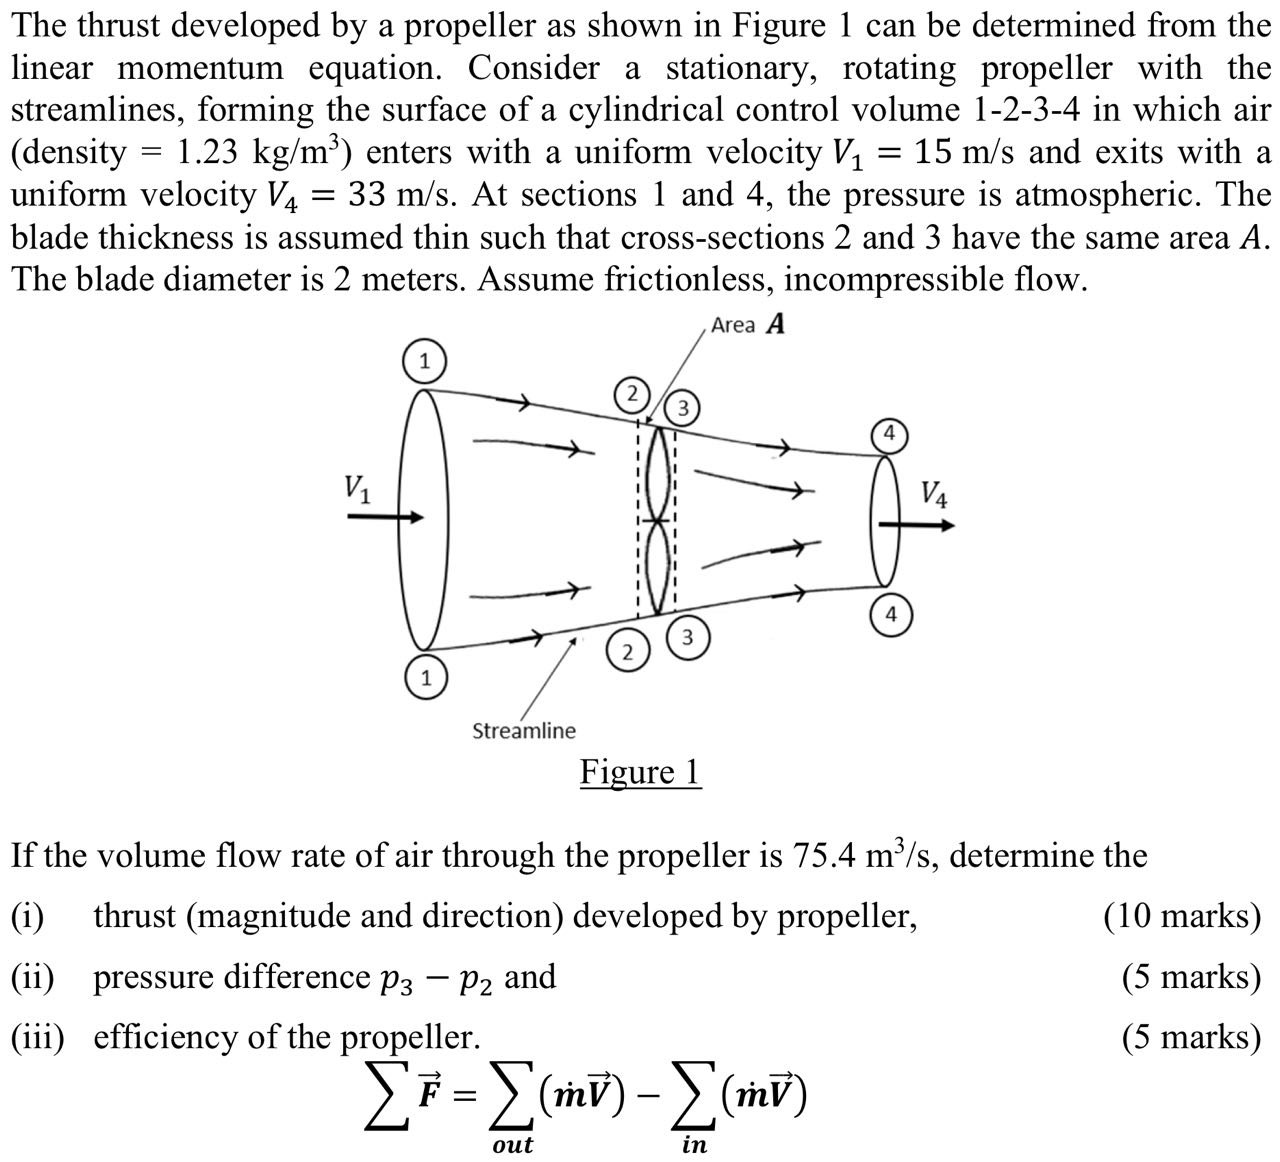 The thrust developed by a propeller as shown in Figure 1 can be determined from the
linear momentum equation. Consider a stationary, rotating propeller with the
streamlines, forming the surface of a cylindrical control volume 1-2-3-4 in which air
(density = 1.23 kg/m³) enters with a uniform velocity V₁ = 15 m/s and exits with a
uniform velocity V₄ = 33 m/s. At sections 1 and 4, the pressure is atmospheric. The
blade thickness is assumed thin such that cross-sections 2 and 3 have the same area A.
The blade diameter is 2 meters. Assume frictionless, incompressible flow.
Area A
1
2
3
4
V₁
V₄
4
3
2
1
Streamline
Figure 1
If the volume flow rate of air through the propeller is 75.4 m³/s, determine the
(i) thrust (magnitude and direction) developed by propeller, (10 marks)
(ii) pressure difference p₃ − p₂ and (5 marks)
(iii) efficiency of the propeller. (5 marks)
∑ F⃗ = ∑ (ṁV⃗) − ∑ (ṁV⃗)
out in